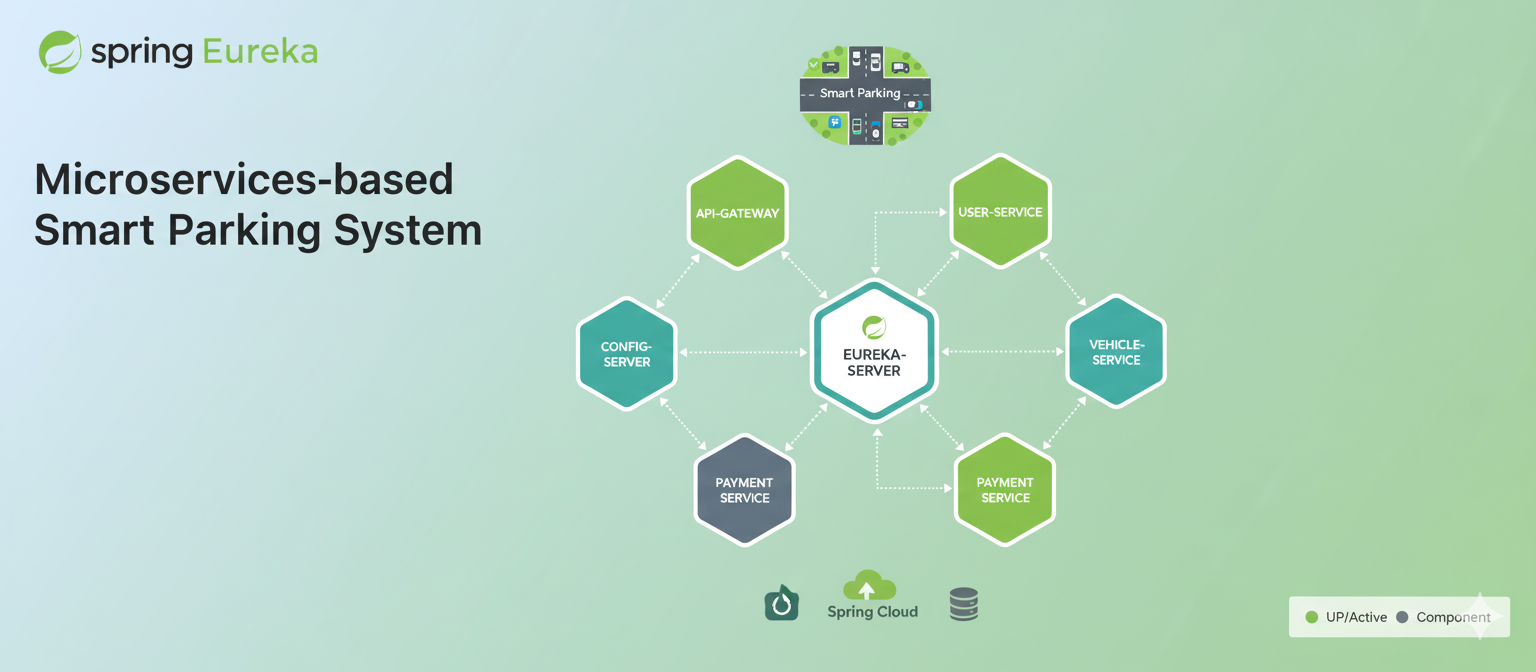 spring Eureka
Smart Parking
Microservices-based
Smart Parking System
API-GATEWAY
USER-SERVICE
CONFIG-
SERVER
EUREKA-
SERVER
VEHICLE-
SERVICE
PAYMENT
SERVICE
PAYMENT
SERVICE
Spring Cloud
UP/Active
Component